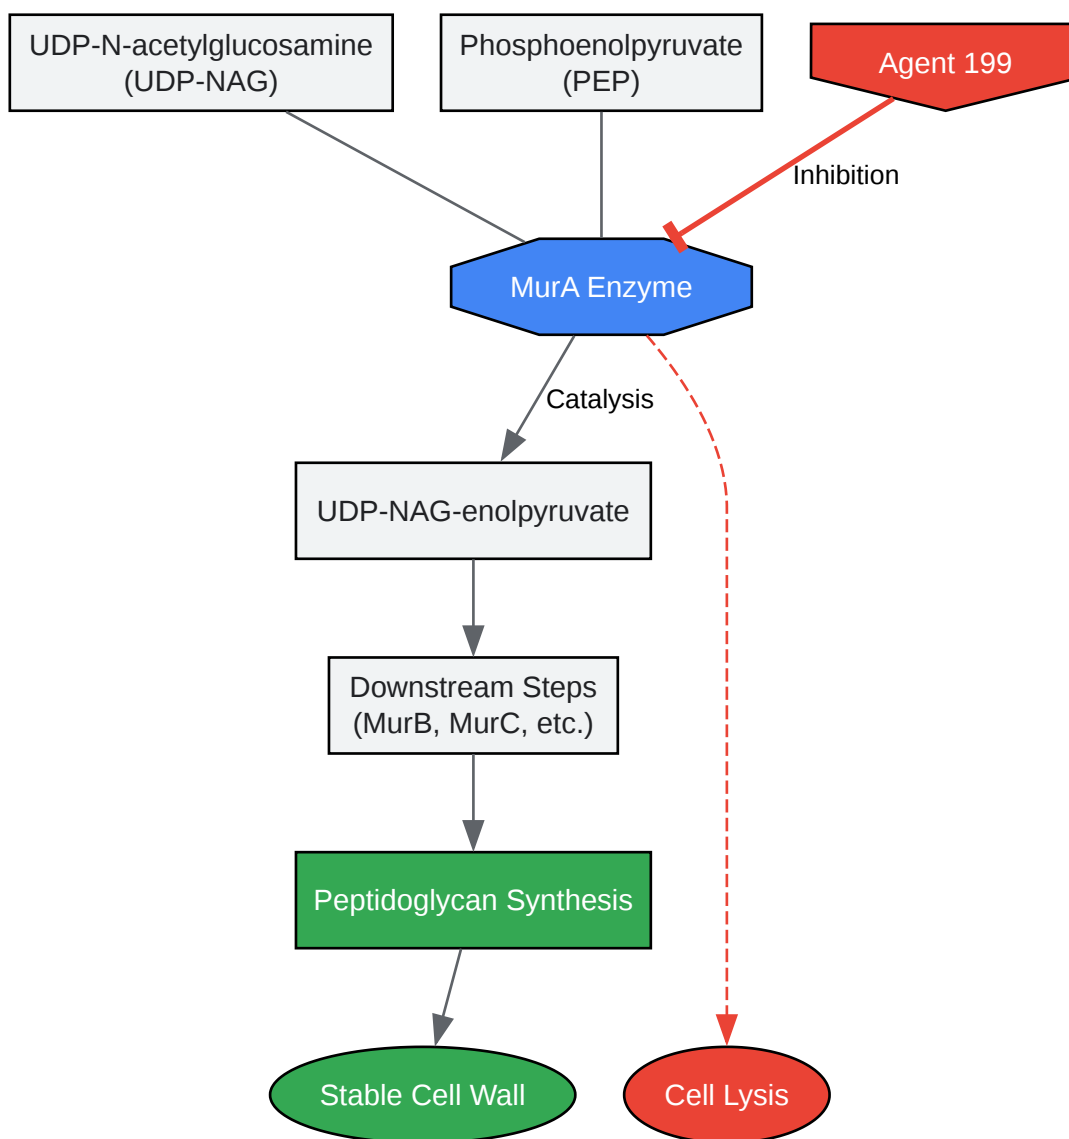 UDP-N-acetylglucosamine
(UDP-NAG)
Phosphoenolpyruvate
(PEP)
Agent 199
Inhibition
MurA Enzyme
Catalysis
UDP-NAG-enolpyruvate
Downstream Steps
(MurB, MurC, etc.)
Peptidoglycan Synthesis
Stable Cell Wall
Cell Lysis